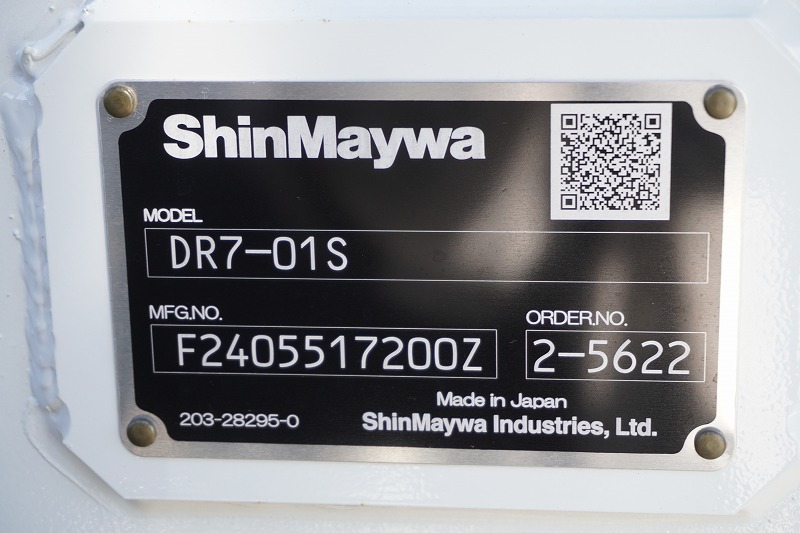 ShinMaywa
MODEL
DR7-01S
MFG.NO.
F2405517200Z
ORDER.NO.
2-5622
Made in Japan
203-28295-0
ShinMaywa Industries, Ltd.